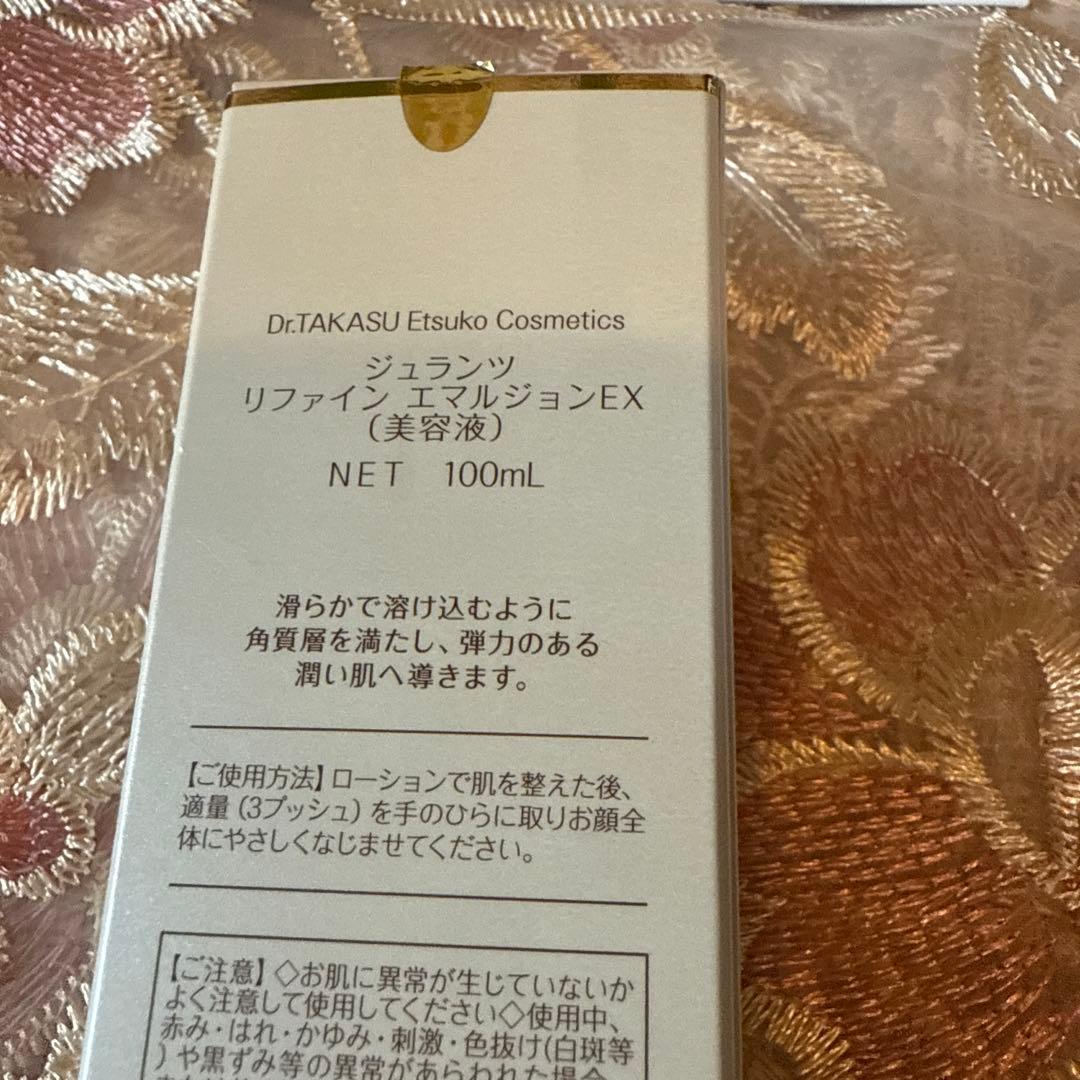 Dr.TAKASU Etsuko Cosmetics
ジュランツ
リファイン エマルジョンEX
（美容液）
NET 100mL
滑らかで溶け込むように
角質層を満たし、弾力のある
潤い肌へ導きます。
【ご使用方法】ローションで肌を整えた後、
適量（3プッシュ）を手のひらに取りお顔全
体にやさしくなじませてください。
【ご注意】◇お肌に異常が生じていないか
よく注意して使用してください◇使用中、
赤み・はれ・かゆみ・刺激・色抜け(白斑等
)や黒ずみ等の異常があらわれた場合